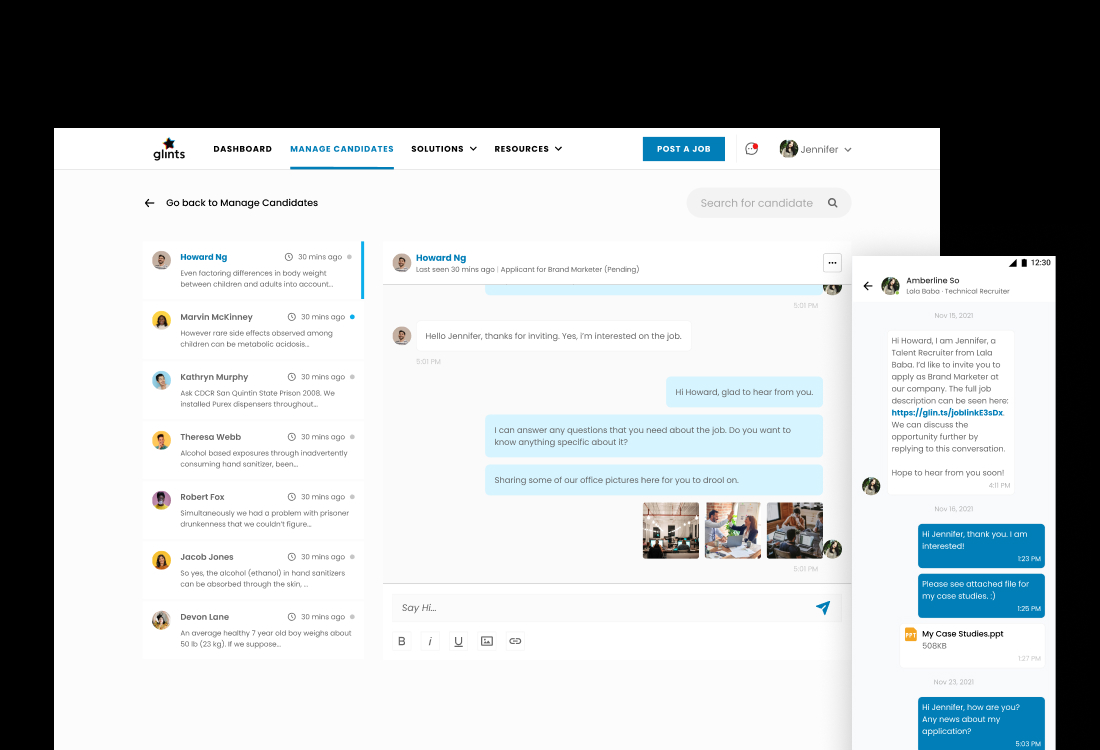 glints
DASHBOARD
MANAGE CANDIDATES
SOLUTIONS
RESOURCES
POST A JOB
Jennifer
Go back to Manage Candidates
Search for candidate
Howard Ng
30 mins ago
Even factoring differences in body weight
between children and adults into account...
Marvin McKinney
30 mins ago
However rare side effects observed among
children can be metabolic acidosis...
Kathryn Murphy
30 mins ago
Ask CDCR San Quintin State Prison 2008. We
installed Purex dispensers throughout...
Theresa Webb
30 mins ago
Alcohol based exposures through inadvertently
consuming hand sanitizer, been...
Robert Fox
30 mins ago
Simultaneously we had a problem with prisoner
drunkenness that we couldn't figure...
Jacob Jones
30 mins ago
So yes, the alcohol (ethanol) in hand sanitizers
can be absorbed through the skin, ...
Devon Lane
30 mins ago
An average healthy 7 year old boy weighs about
50 lb (23 kg). If we suppose...
Howard Ng
Last seen 30 mins ago | Applicant for Brand Marketer (Pending)
5:01 PM
Hello Jennifer, thanks for inviting. Yes, I'm interested on the job.
5:01 PM
Hi Howard, glad to hear from you.
I can answer any questions that you need about the job. Do you want to
know anything specific about it?
Sharing some of our office pictures here for you to drool on.
5:01 PM
Say Hi...
B
i
U
12:30
Amberline So
Lala Baba · Technical Recruiter
Nov 15, 2021
Hi Howard, I am Jennifer, a
Talent Recruiter from Lala
Baba. I'd like to invite you to
apply as Brand Marketer at
our company. The full job
description can be seen here:
https://glin.ts/joblinkE3sDx.
We can discuss the
opportunity further by
replying to this conversation.
Hope to hear from you soon!
4:11 PM
Nov 16, 2021
Hi Jennifer, thank you. I am
interested!
1:23 PM
Please see attached file for
my case studies. :)
1:25 PM
PPT
My Case Studies.ppt
508KB
1:27 PM
Nov 23, 2021
Hi Jennifer, how are you?
Any news about my
application?
5:03 PM